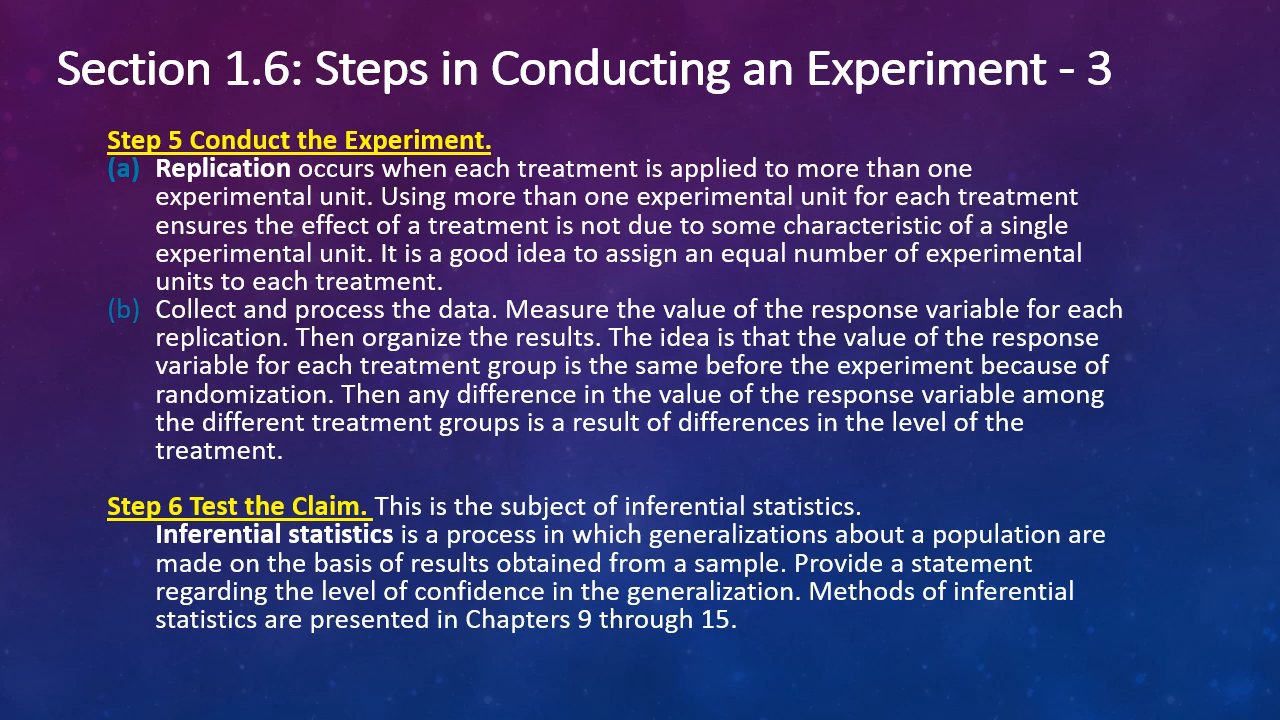 Section 1.6: Steps in Conducting an Experiment - 3
Step 5 Conduct the Experiment.
(a) Replication occurs when each treatment is applied to more than one
experimental unit. Using more than one experimental unit for each treatment
ensures the effect of a treatment is not due to some characteristic of a single
experimental unit. It is a good idea to assign an equal number of experimental
units to each treatment.
(b) Collect and process the data. Measure the value of the response variable for each
replication. Then organize the results. The idea is that the value of the response
variable for each treatment group is the same before the experiment because of
randomization. Then any difference in the value of the response variable among
the different treatment groups is a result of differences in the level of the
treatment.
Step 6 Test the Claim. This is the subject of inferential statistics.
Inferential statistics is a process in which generalizations about a population are
made on the basis of results obtained from a sample. Provide a statement
regarding the level of confidence in the generalization. Methods of inferential
statistics are presented in Chapters 9 through 15.